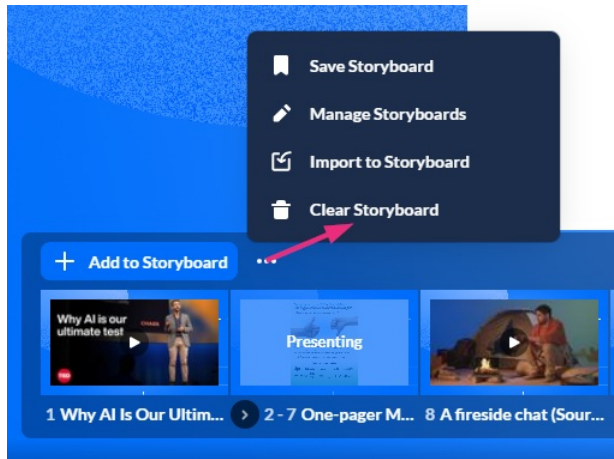 Save Storyboard
Manage Storyboards
Import to Storyboard
Clear Storyboard
Add to Storyboard
Why AI is our
ultimate test
Presenting
1 Why AI Is Our Ultim...
2 - 7 One-pager M...
8 A fireside chat (Sour...